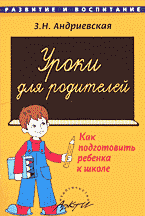 РАЗВИТИЕ И ВОСПИТАНИЕ
З.Н. Андриевская
Уроки
для родителей
Как
подготовить
ребенка
к школе